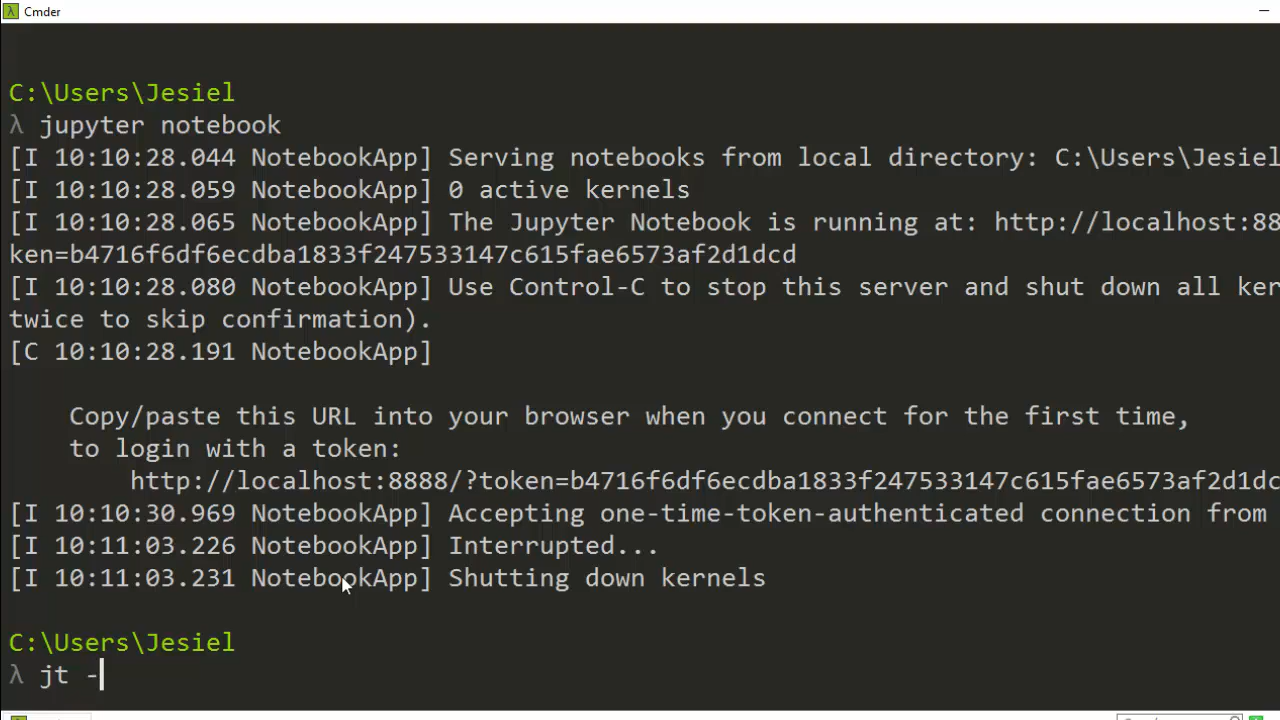 Cmder
C:\Users\Jesiel
λ jupyter notebook
[I 10:10:28.044 NotebookApp] Serving notebooks from local directory: C:\Users\Jesiel
[I 10:10:28.059 NotebookApp] 0 active kernels
[I 10:10:28.065 NotebookApp] The Jupyter Notebook is running at: http://localhost:88
ken=b4716f6df6ecdba1833f247533147c615fae6573af2d1dcd
[I 10:10:28.080 NotebookApp] Use Control-C to stop this server and shut down all ker
twice to skip confirmation).
[C 10:10:28.191 NotebookApp]
Copy/paste this URL into your browser when you connect for the first time,
to login with a token:
http://localhost:8888/?token=b4716f6df6ecdba1833f247533147c615fae6573af2d1dc
[I 10:10:30.969 NotebookApp] Accepting one-time-token-authenticated connection from
[I 10:11:03.226 NotebookApp] Interrupted...
[I 10:11:03.231 NotebookApp] Shutting down kernels
C:\Users\Jesiel
λ jt -